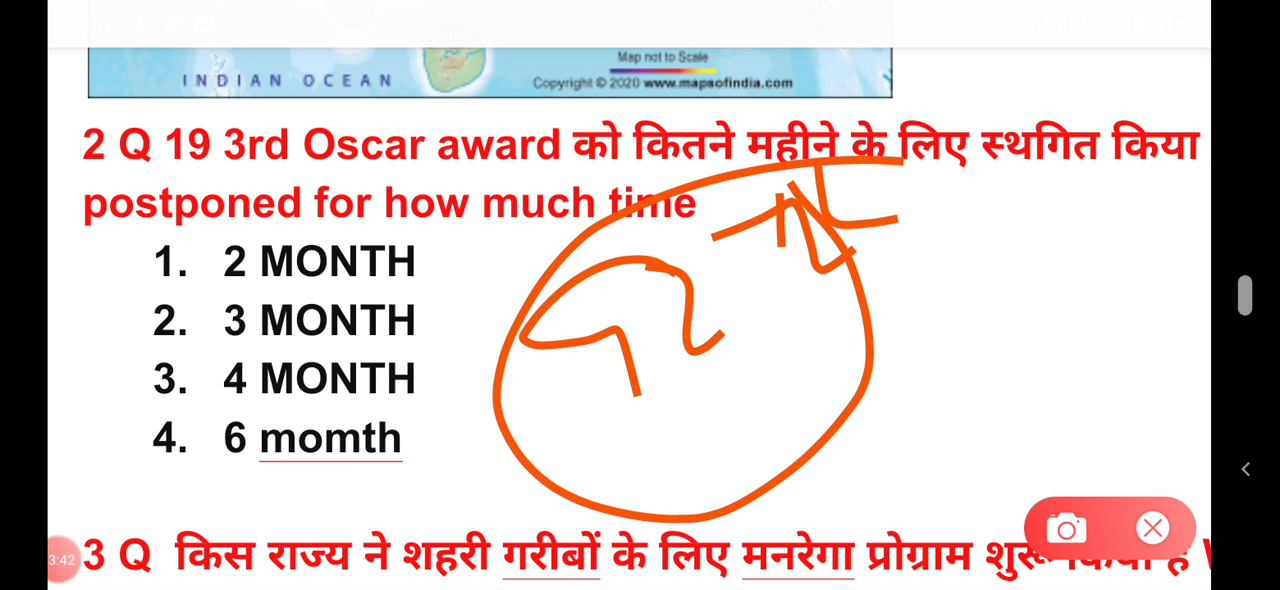 INDIAN OCEAN
Map not to Scale
Copyright © 2020 www.mapsofindia.com
2 Q 19 3rd Oscar award को कितने महीने के लिए स्थगित किया
postponed for how much time
1. 2 MONTH
2. 3 MONTH
3. 4 MONTH
4. 6 momth
3:42
3 Q किस राज्य ने शहरी गरीबों के लिए मनरेगा प्रोग्राम शुरू किया है